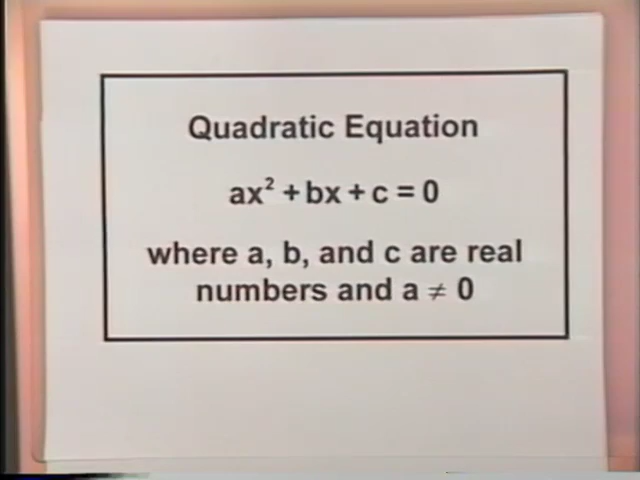 Quadratic Equation
ax² + bx + c = 0
where a, b, and c are real
numbers and a ≠ 0